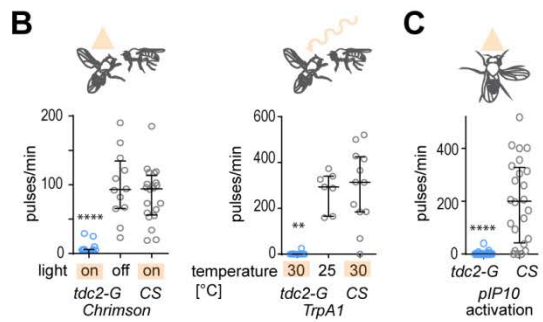 B
C
pulses/min
200
100
0
****
light on off on
tdc2-G CS
Chrimson
pulses/min
600
400
200
0
**
temperature 30 25 30
[°C]
tdc2-G CS
TrpA1
pulses/min
400
200
0
****
tdc2-G CS
pIP10
activation